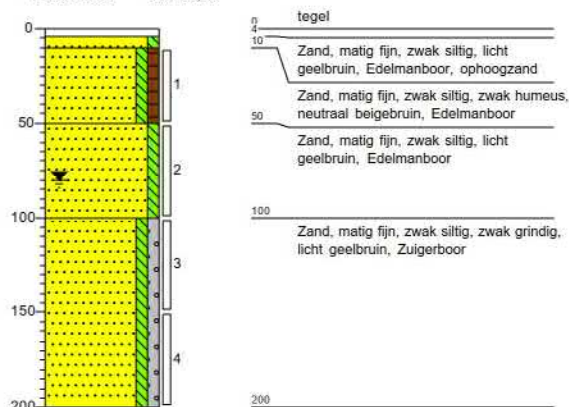 0
50
100
150
200
1
2
3
4
0
4
10
50
100
200
tegel
Zand, matig fijn, zwak siltig, licht
geelbruin, Edelmanboor, ophoogzand
Zand, matig fijn, zwak siltig, zwak humeus,
neutraal beigebruin, Edelmanboor
Zand, matig fijn, zwak siltig, licht
geelbruin, Edelmanboor
Zand, matig fijn, zwak siltig, zwak grindig,
licht geelbruin, Zuigerboor